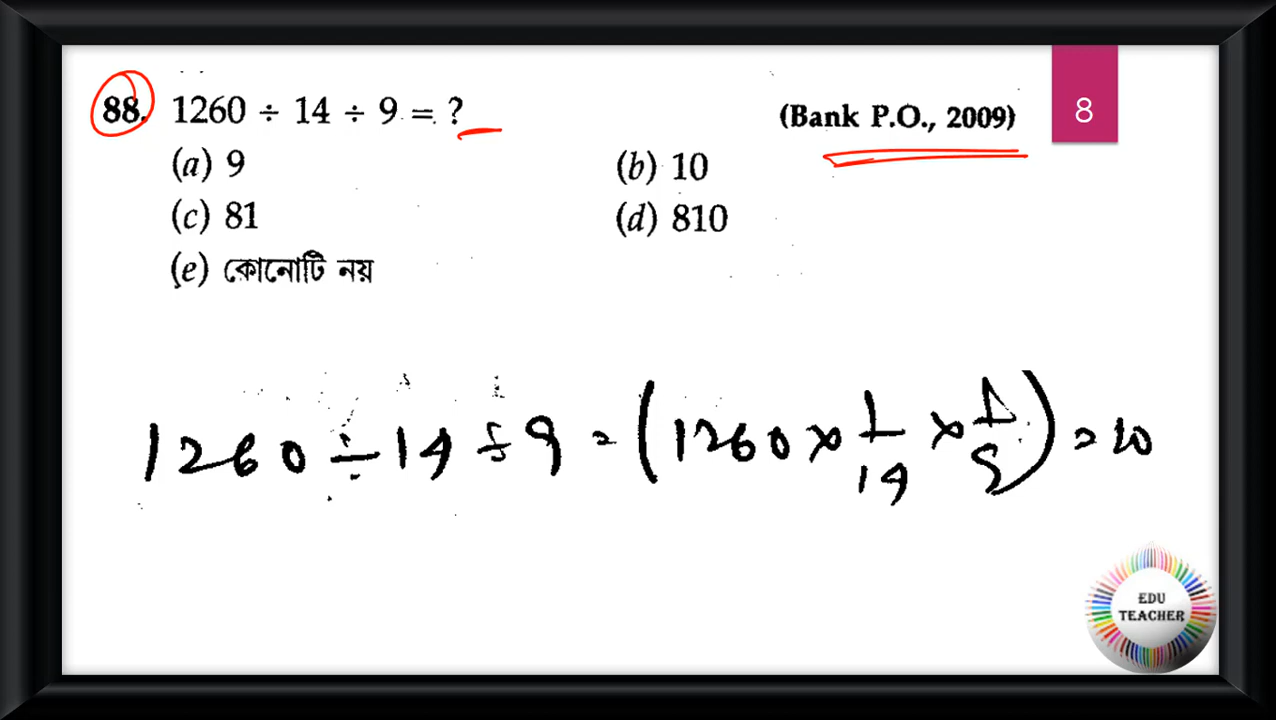 88. 1260 ÷ 14 ÷ 9 = ? (Bank P.O., 2009) 8
(a) 9 (b) 10
(c) 81 (d) 810
(e) কোনোটি নয়
1260 ÷ 14 ÷ 9 = (1260 × 1/14 × 1/9) = 10
EDU
TEACHER